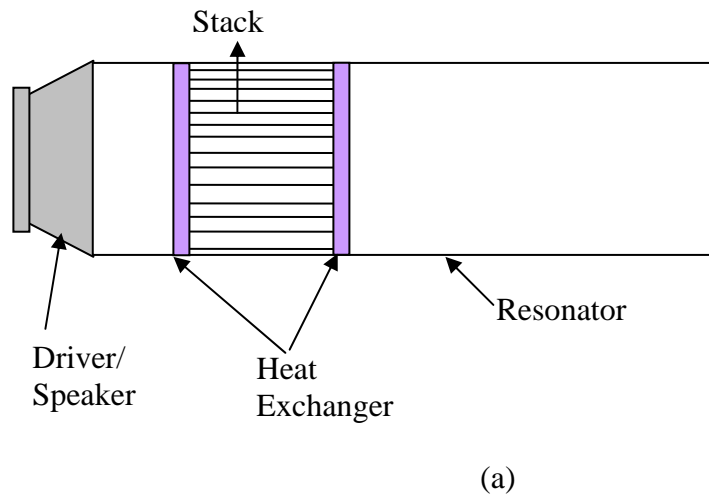 Stack
Resonator
Driver/
Speaker
Heat
Exchanger
(a)